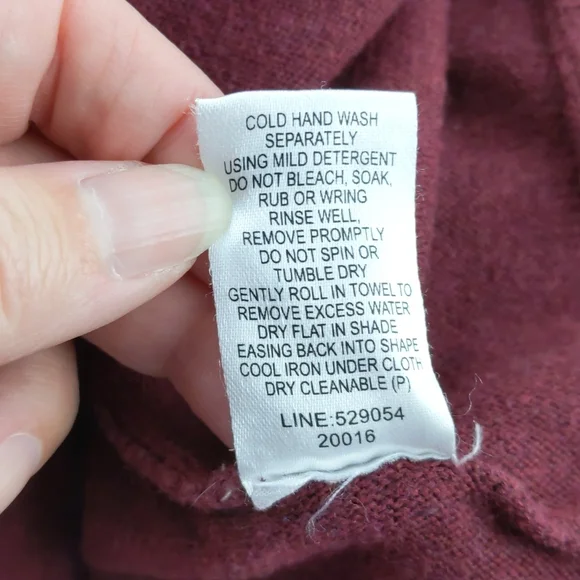 COLD HAND WASH
SEPARATELY
USING MILD DETERGENT
DO NOT BLEACH, SOAK,
RUB OR WRING
RINSE WELL,
REMOVE PROMPTLY
DO NOT SPIN OR
TUMBLE DRY
GENTLY ROLL IN TOWEL TO
REMOVE EXCESS WATER
DRY FLAT IN SHADE
EASING BACK INTO SHAPE
COOL IRON UNDER CLOTH
DRY CLEANABLE (P)
LINE:529054
20016